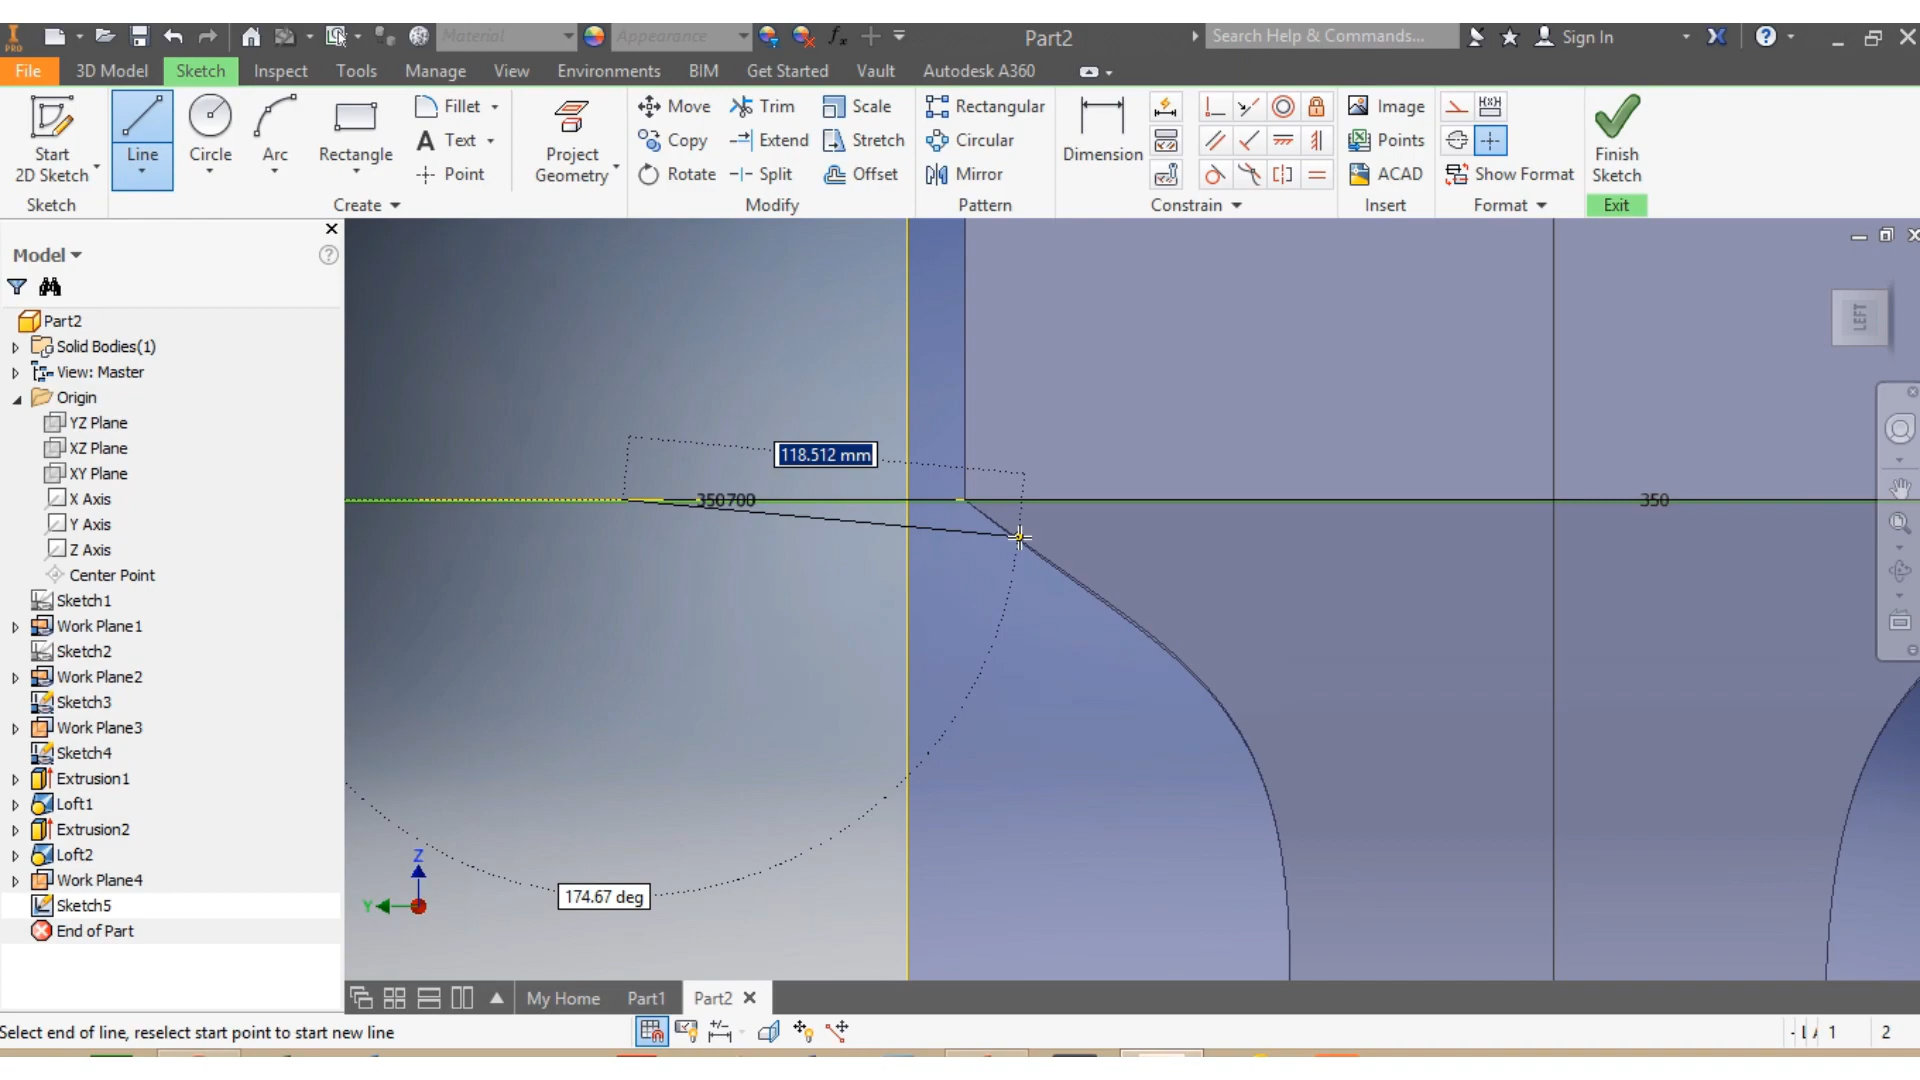 PRO
Material
Appearance
Part2
Search Help & Commands...
Sign In
File
3D Model
Sketch
Inspect
Tools
Manage
View
Environments
BIM
Get Started
Vault
Autodesk A360
Start
2D Sketch
Line
Circle
Arc
Rectangle
Fillet
Text
Point
Project
Geometry
Move
Copy
Rotate
Trim
Extend
Split
Scale
Stretch
Offset
Rectangular
Circular
Mirror
Dimension
Image
Points
ACAD
Show Format
Finish
Sketch
Sketch
Create
Modify
Pattern
Constrain
Insert
Format
Exit
Model
Part2
Solid Bodies(1)
View: Master
Origin
YZ Plane
XZ Plane
XY Plane
X Axis
Y Axis
Z Axis
Center Point
Sketch1
Work Plane1
Sketch2
Work Plane2
Sketch3
Work Plane3
Sketch4
Extrusion1
Loft1
Extrusion2
Loft2
Work Plane4
Sketch5
End of Part
LEFT
118.512 mm
350700
350
174.67 deg
Z
Y
My Home
Part1
Part2
Select end of line, reselect start point to start new line
1
2